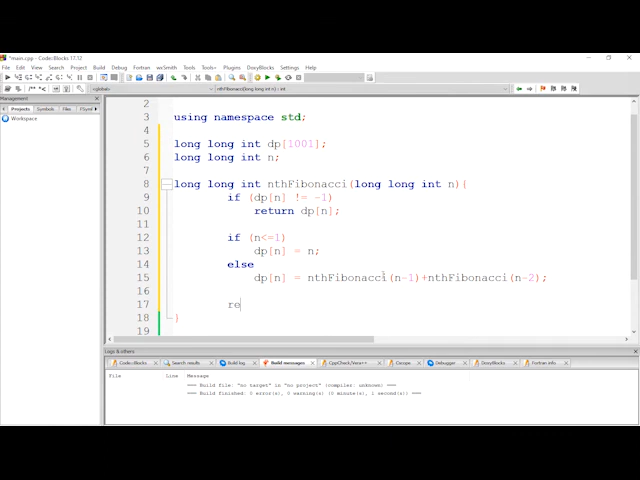 *main.cpp - Code::Blocks 17.12
File Edit View Search Project Build Debug Fortran wxSmith Tools Tools+ Plugins DoxyBlocks Settings Help
<global> nthFibonacci(long long int n) : int
Management
Projects Symbols Files FSym
Workspace
2
3 using namespace std;
4
5 long long int dp[1001];
6 long long int n;
7
8 long long int nthFibonacci(long long int n){
9 if (dp[n] != -1)
10 return dp[n];
11
12 if (n<=1)
13 dp[n] = n;
14 else
15 dp[n] = nthFibonacci(n-1)+nthFibonacci(n-2);
16
17 re
18 }
19
Logs & others
Code::Blocks Search results Build log Build messages CppCheck/Vera++ Cscope Debugger DoxyBlocks Fortran info
File Line Message
=== Build file: "no target" in "no project" (compiler: unknown) ===
=== Build finished: 0 error(s), 0 warning(s) (0 minute(s), 1 second(s)) ===